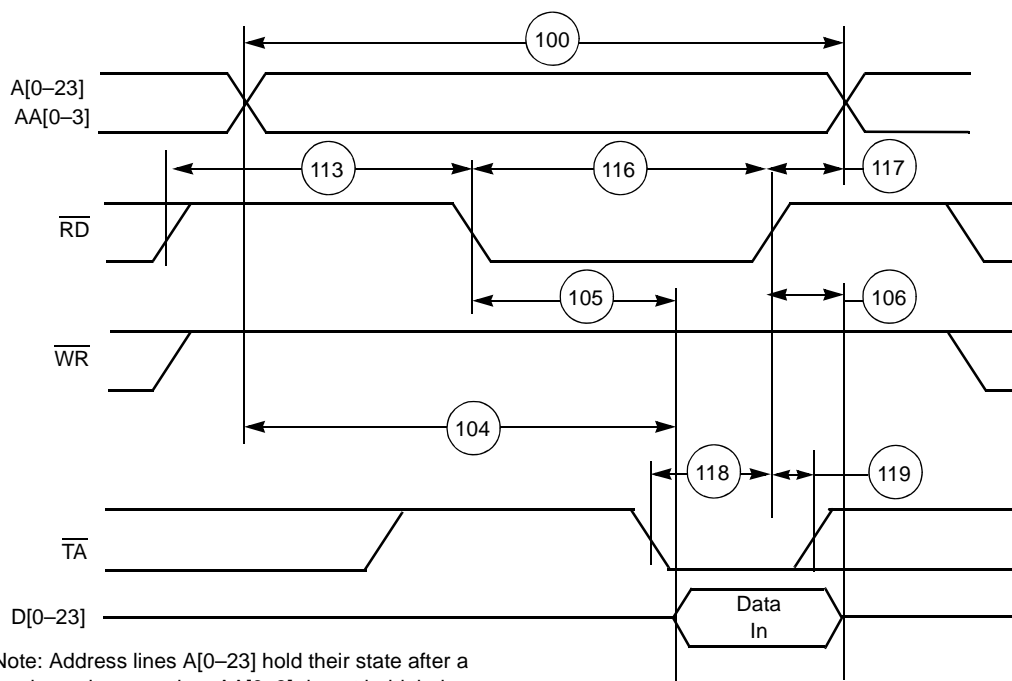 100
A[0–23]
AA[0–3]
113
116
117
RD
105
106
WR
104
118
119
TA
D[0–23]
Data
In
Note: Address lines A[0–23] hold their state after a